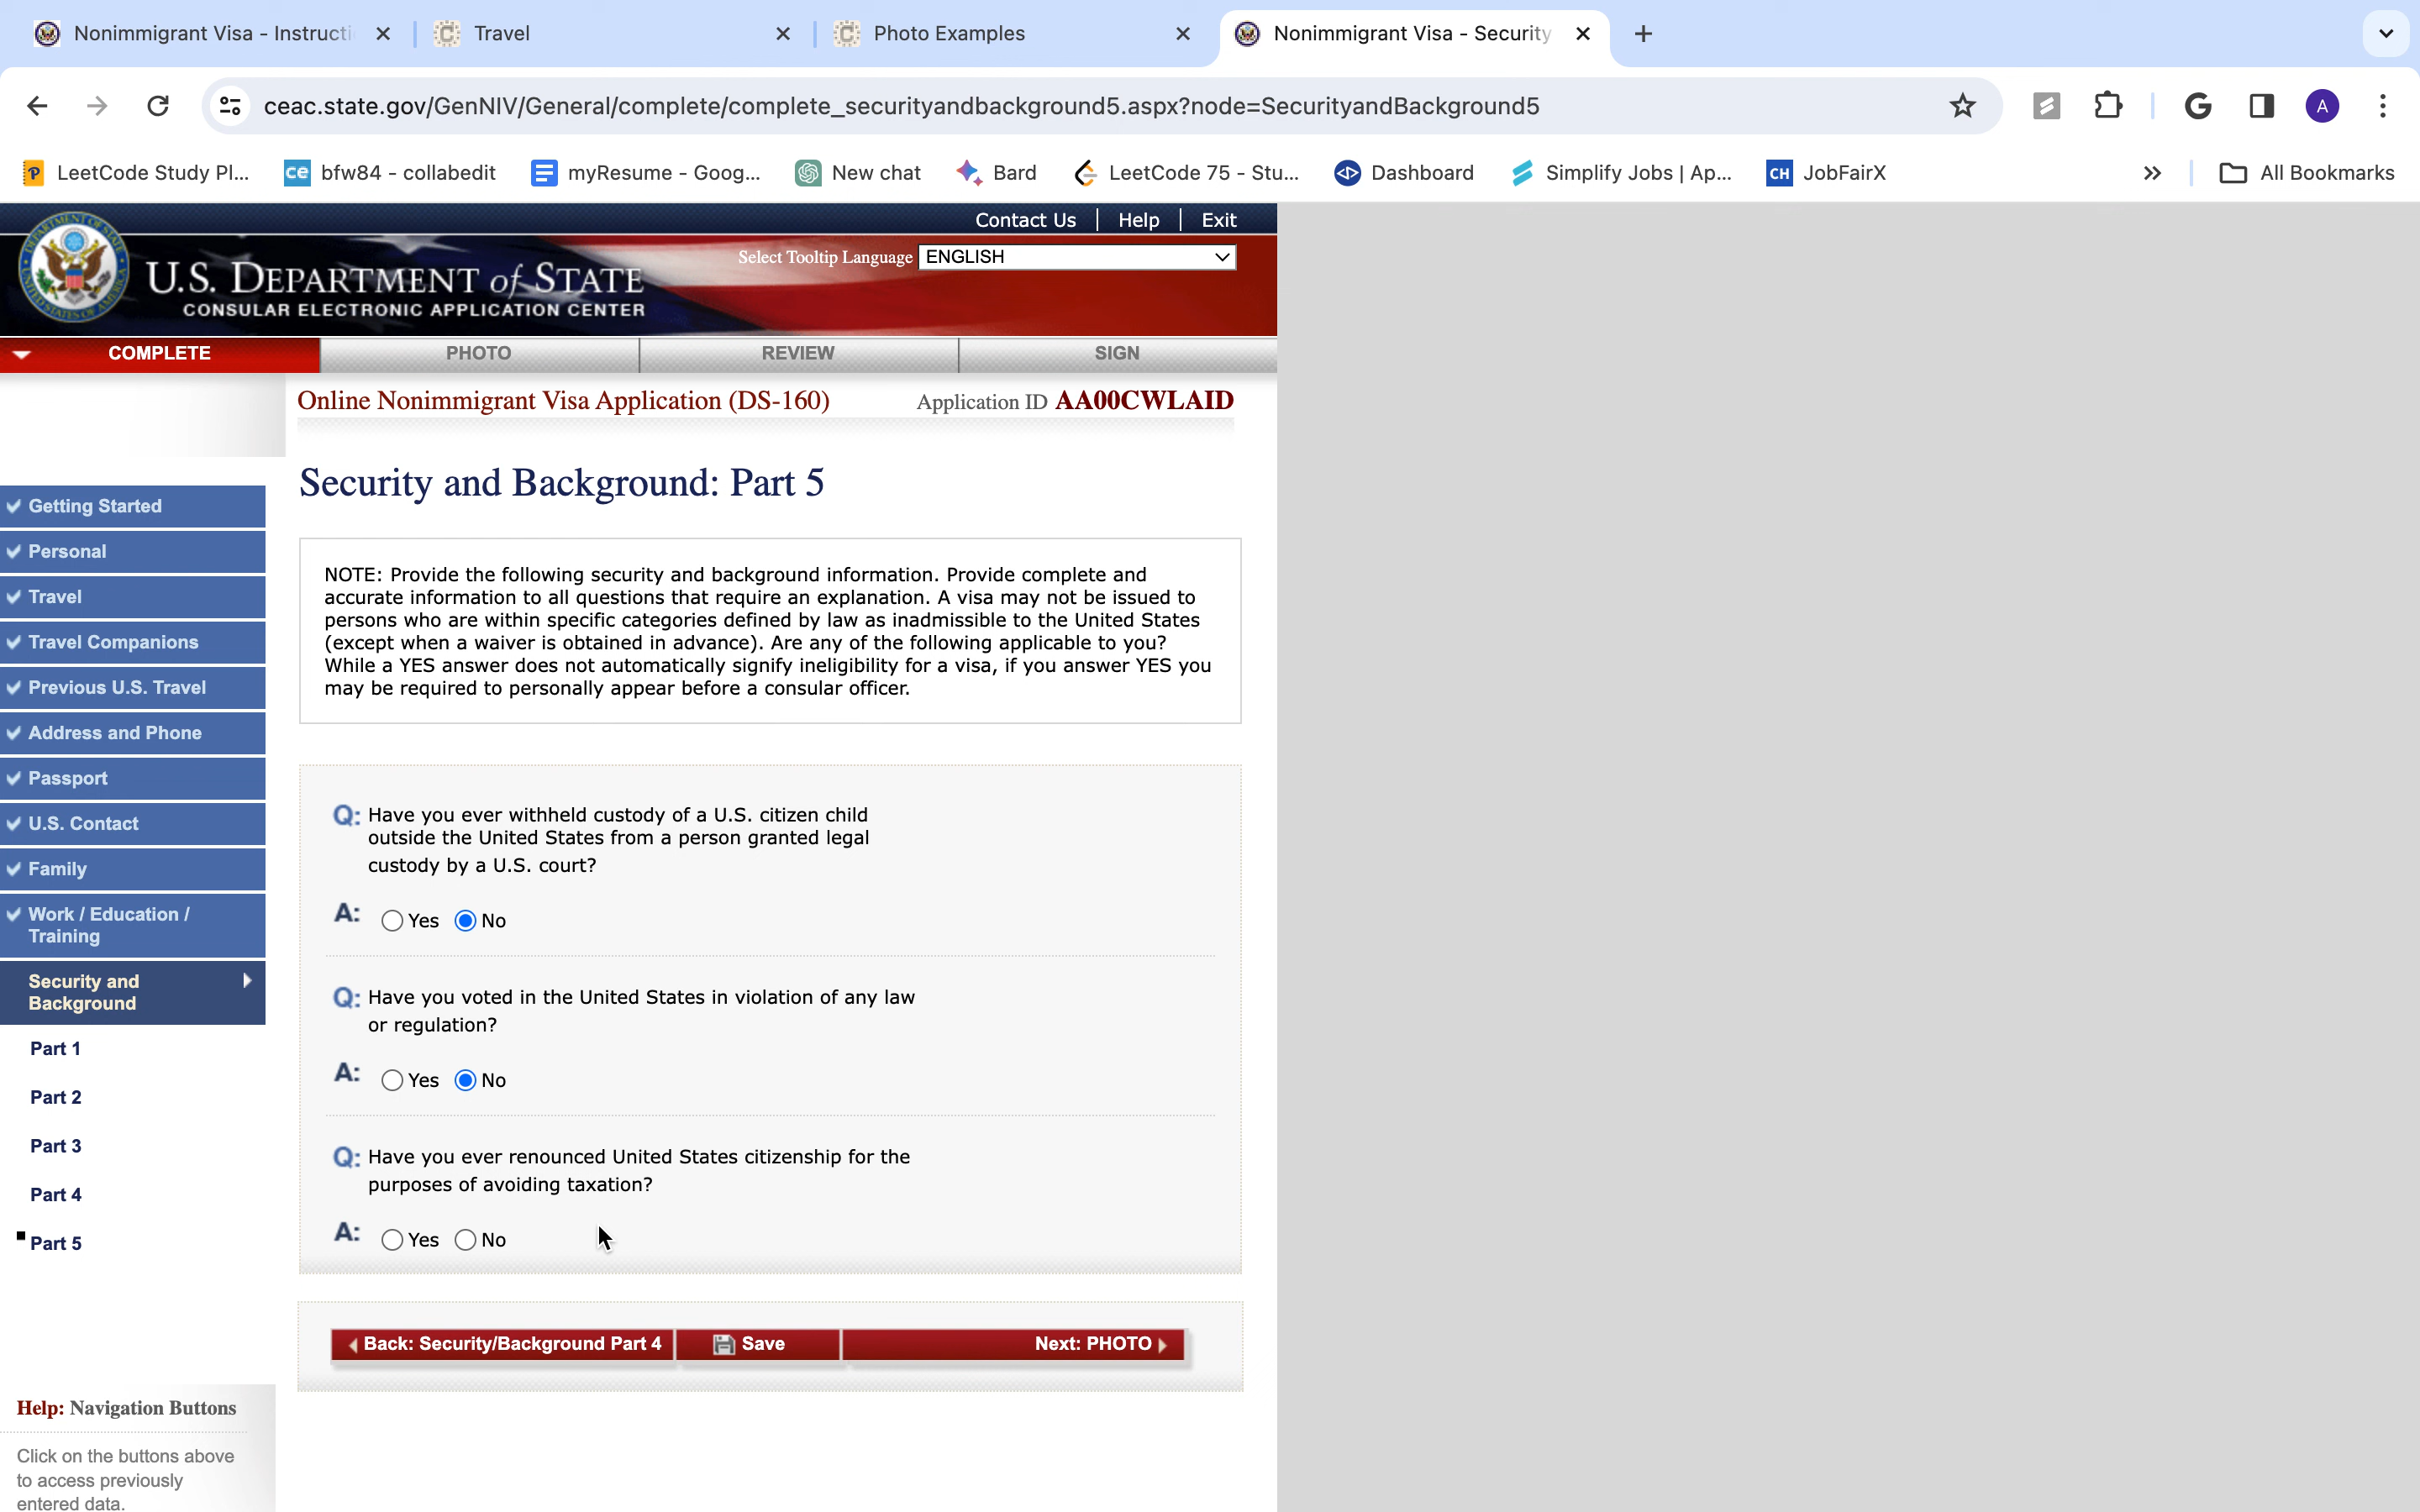 Nonimmigrant Visa - Instructi
Travel
Photo Examples
Nonimmigrant Visa - Security
ceac.state.gov/GenNIV/General/complete/complete_securityandbackground5.aspx?node=SecurityandBackground5
A
LeetCode Study Pl...
ce bfw84 - collabedit
myResume - Goog...
New chat
Bard
LeetCode 75 - Stu...
Dashboard
Simplify Jobs | Ap...
CH JobFairX
All Bookmarks
Contact Us | Help | Exit
Select Tooltip Language ENGLISH
U.S. DEPARTMENT of STATE
CONSULAR ELECTRONIC APPLICATION CENTER
COMPLETE PHOTO REVIEW SIGN
Online Nonimmigrant Visa Application (DS-160) Application ID AA00CWLAID
Security and Background: Part 5
Getting Started
Personal
Travel
Travel Companions
Previous U.S. Travel
Address and Phone
Passport
U.S. Contact
Family
Work / Education /
Training
Security and
Background
Part 1
Part 2
Part 3
Part 4
Part 5
Help: Navigation Buttons
Click on the buttons above
to access previously
entered data.
NOTE: Provide the following security and background information. Provide complete and
accurate information to all questions that require an explanation. A visa may not be issued to
persons who are within specific categories defined by law as inadmissible to the United States
(except when a waiver is obtained in advance). Are any of the following applicable to you?
While a YES answer does not automatically signify ineligibility for a visa, if you answer YES you
may be required to personally appear before a consular officer.
Q: Have you ever withheld custody of a U.S. citizen child
outside the United States from a person granted legal
custody by a U.S. court?
A: Yes No
Q: Have you voted in the United States in violation of any law
or regulation?
A: Yes No
Q: Have you ever renounced United States citizenship for the
purposes of avoiding taxation?
A: Yes No
Back: Security/Background Part 4 Save Next: PHOTO